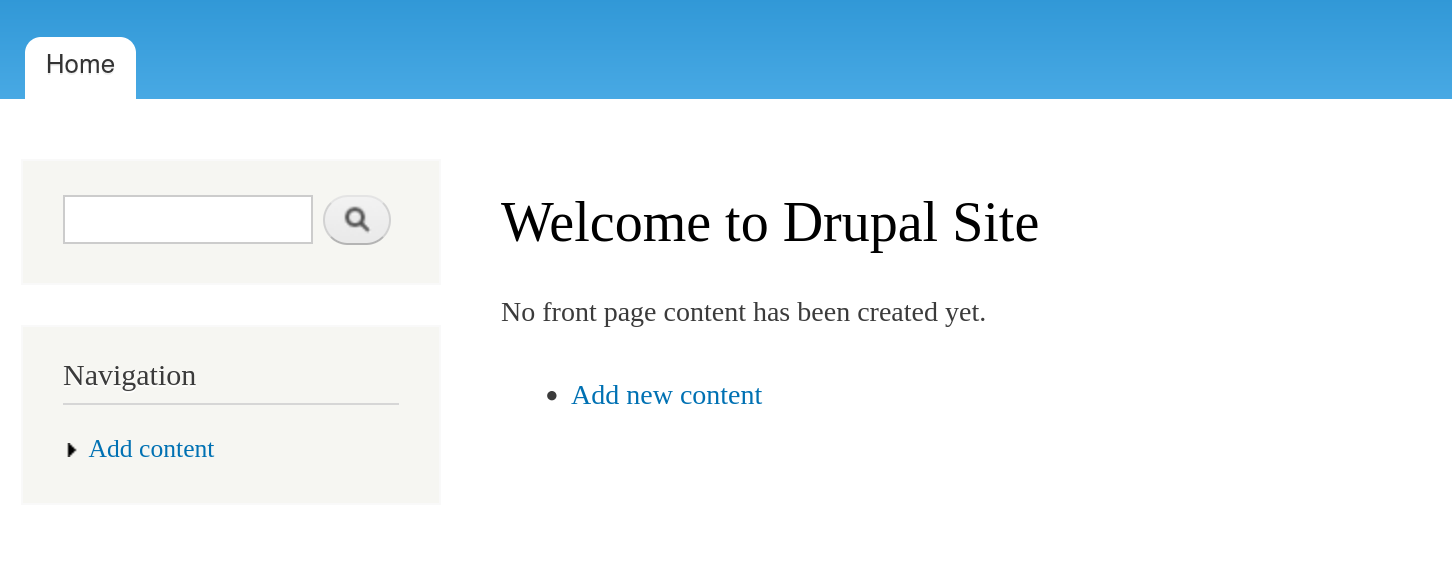 Home
Welcome to Drupal Site
No front page content has been created yet.
Navigation
Add new content
Add content